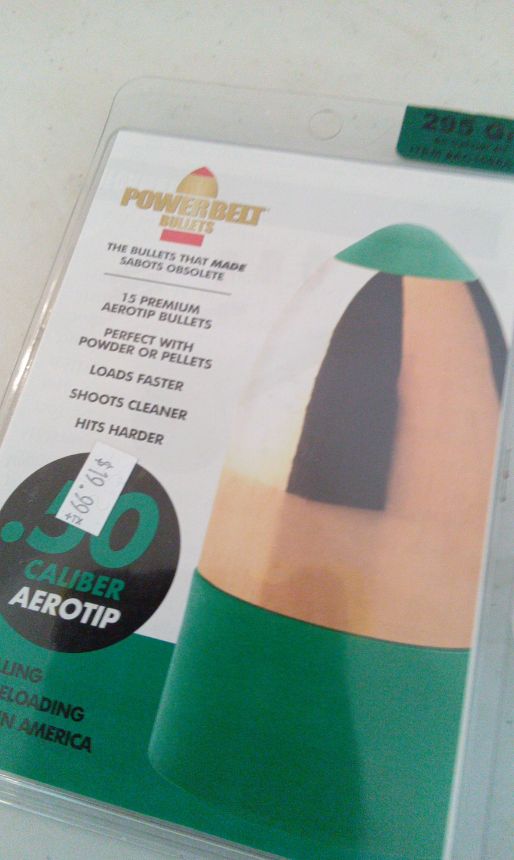 295 G
POWERBELT
BULLETS
THE BULLETS THAT MADE
SABOTS OBSOLETE
15 PREMIUM
AEROTIP BULLETS
PERFECT WITH
POWDER OR PELLETS
LOADS FASTER
SHOOTS CLEANER
HITS HARDER
$19.99
.50
CALIBER
AEROTIP
LLING
ELOADING
N AMERICA